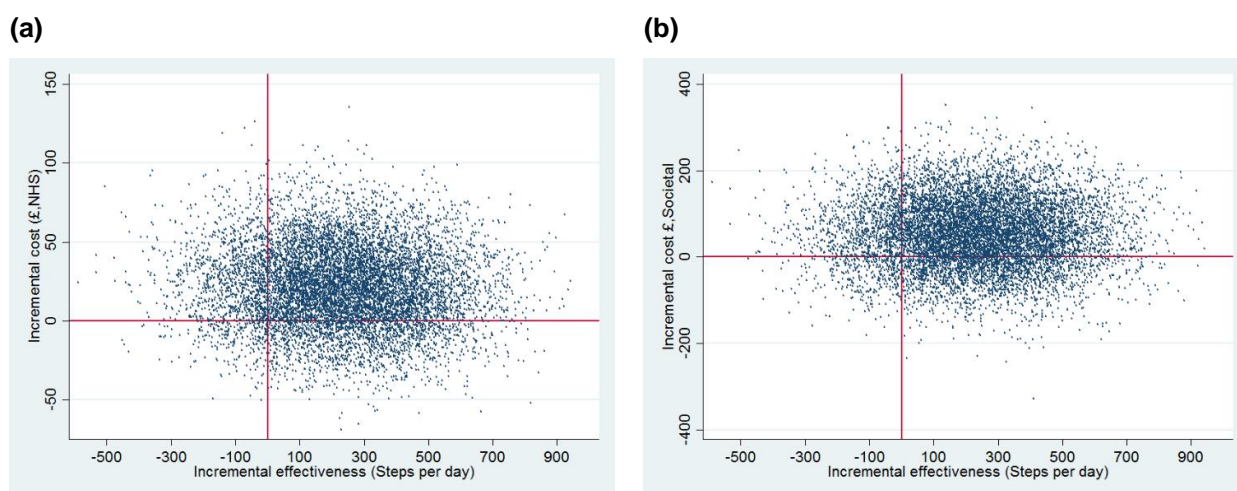 (a)
(b)
Incremental cost (£,NHS)
150
100
50
0
-50
-500 -300 -100 100 300 500 700 900
Incremental effectiveness (Steps per day)
Incremental cost £,Societal
400
200
0
-200
-400
-500 -300 -100 100 300 500 700 900
Incremental effectiveness (Steps per day)